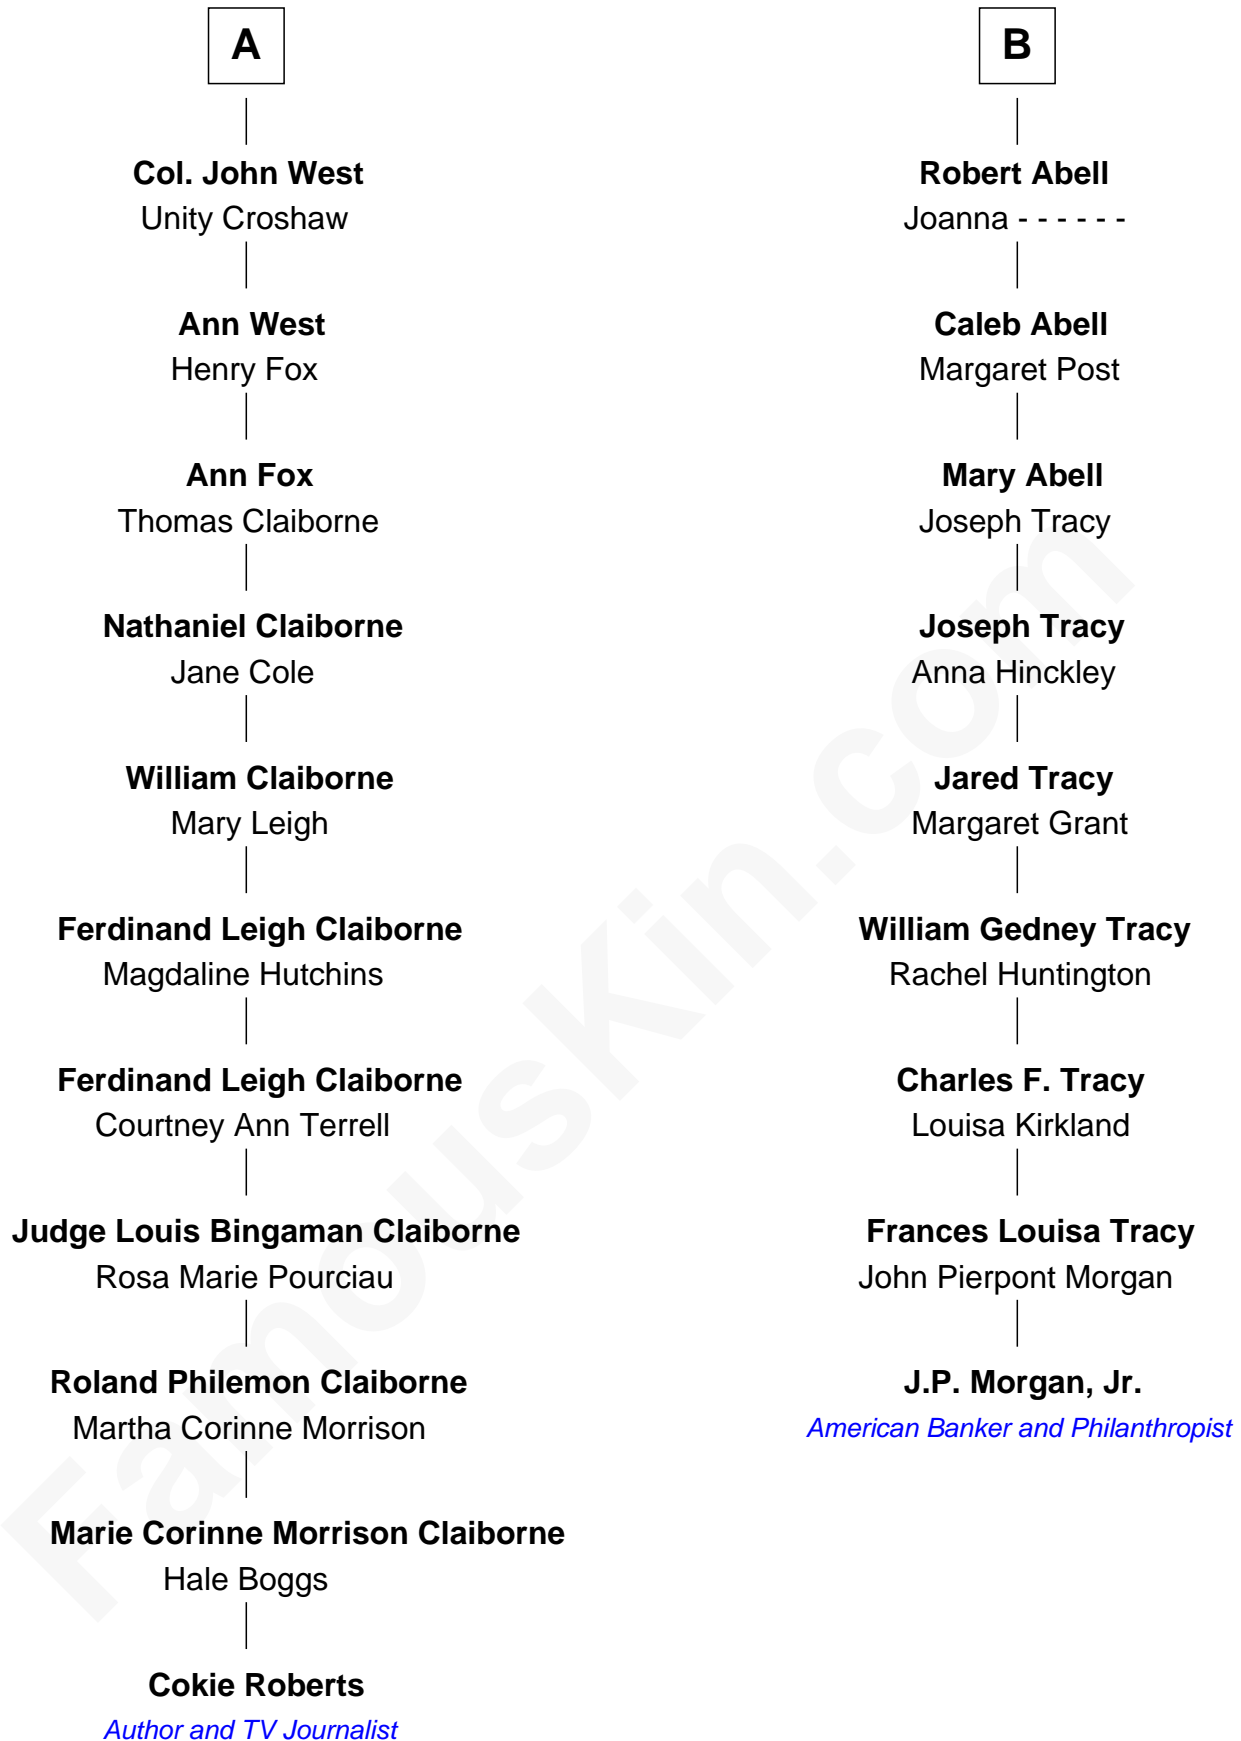 A
Col. John West
Unity Croshaw
Ann West
Henry Fox
Ann Fox
Thomas Claiborne
Nathaniel Claiborne
Jane Cole
William Claiborne
Mary Leigh
Ferdinand Leigh Claiborne
Magdaline Hutchins
Ferdinand Leigh Claiborne
Courtney Ann Terrell
Judge Louis Bingaman Claiborne
Rosa Marie Pourciau
Roland Philemon Claiborne
Martha Corinne Morrison
Marie Corinne Morrison Claiborne
Hale Boggs
Cokie Roberts
Author and TV Journalist
B
Robert Abell
Joanna - - - - - -
Caleb Abell
Margaret Post
Mary Abell
Joseph Tracy
Joseph Tracy
Anna Hinckley
Jared Tracy
Margaret Grant
William Gedney Tracy
Rachel Huntington
Charles F. Tracy
Louisa Kirkland
Frances Louisa Tracy
John Pierpont Morgan
J.P. Morgan, Jr.
American Banker and Philanthropist
FamousKin.com